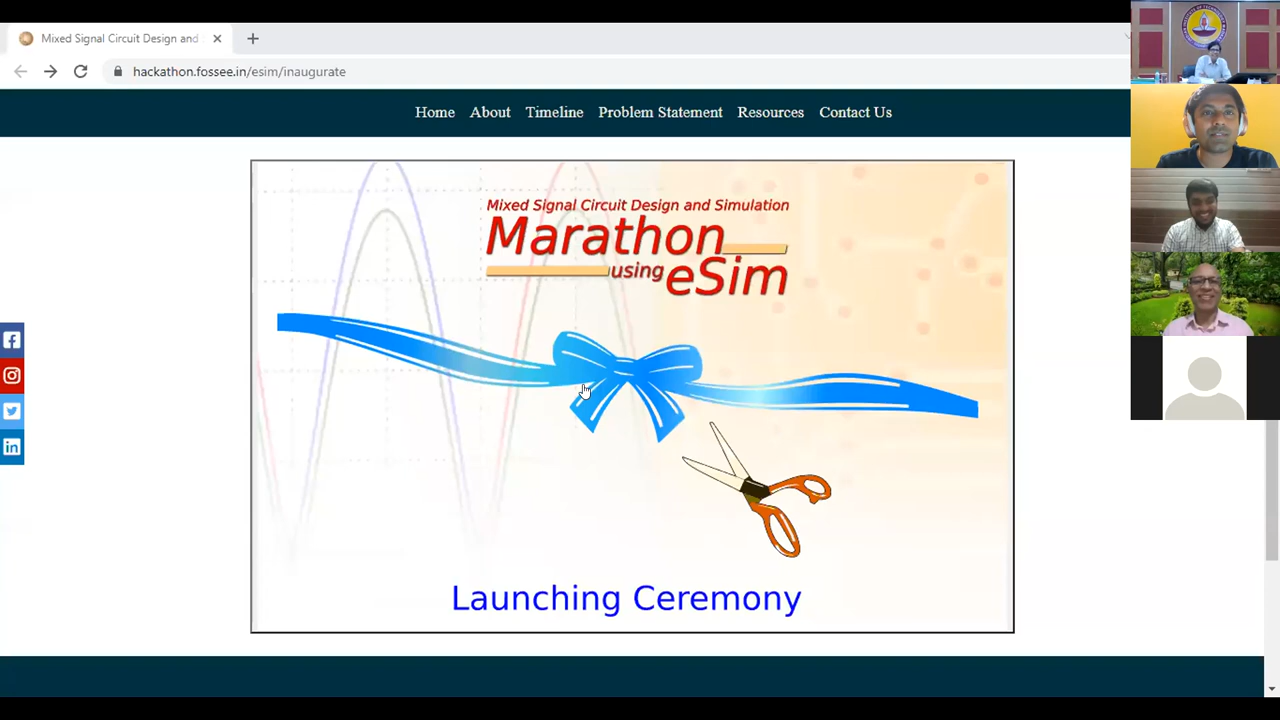 Mixed Signal Circuit Design and
hackathon.fossee.in/esim/inaugurate
Home About Timeline Problem Statement Resources Contact Us
Mixed Signal Circuit Design and Simulation
Marathon
using eSim
Launching Ceremony